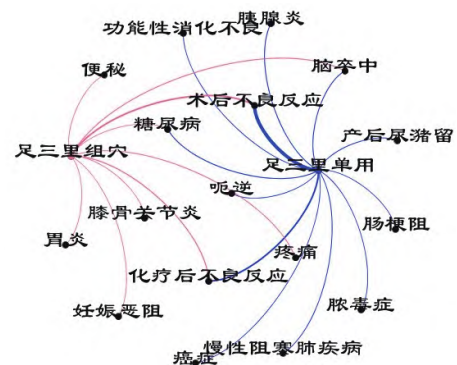 胰腺炎
功能性消化不良
便秘
脑卒中
术后不良反应
糖尿病
产后尿潴留
足三里组穴
足三里单用
呃逆
膝骨关节炎
肠梗阻
胃炎
疼痛
化疗后不良反应
妊娠恶阻
脓毒症
慢性阻塞肺疾病
癌症